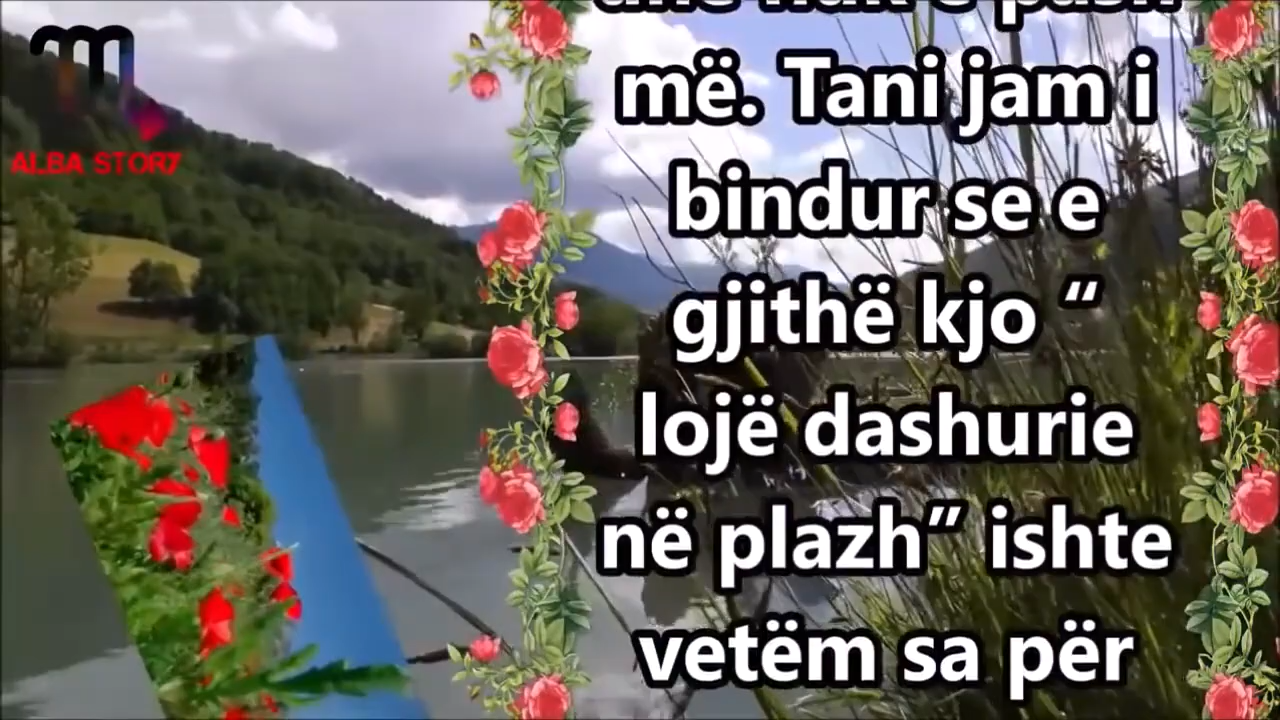 ALBA STORY
më. Tani jam i
bindur se e
gjithë kjo “
lojë dashurie
në plazh” ishte
vetëm sa për